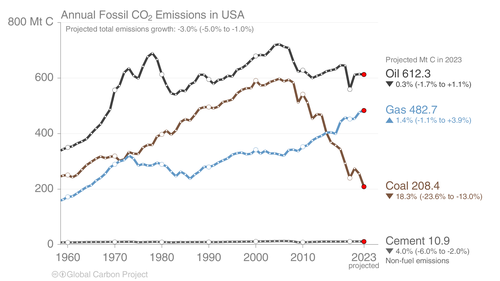 Annual Fossil CO₂ Emissions in USA
800 Mt C
Projected total emissions growth: -3.0% (-5.0% to -1.0%)
600
400
200
0
1960
1970
1980
1990
2000
2010
2023
projected
Projected Mt C in 2023
Oil 612.3
▼ 0.3% (-1.7% to +1.1%)
Gas 482.7
▲ 1.4% (-1.1% to +3.9%)
Coal 208.4
▼ 18.3% (-23.6% to -13.0%)
Cement 10.9
▼ 4.0% (-6.0% to -2.0%)
Non-fuel emissions
Global Carbon Project